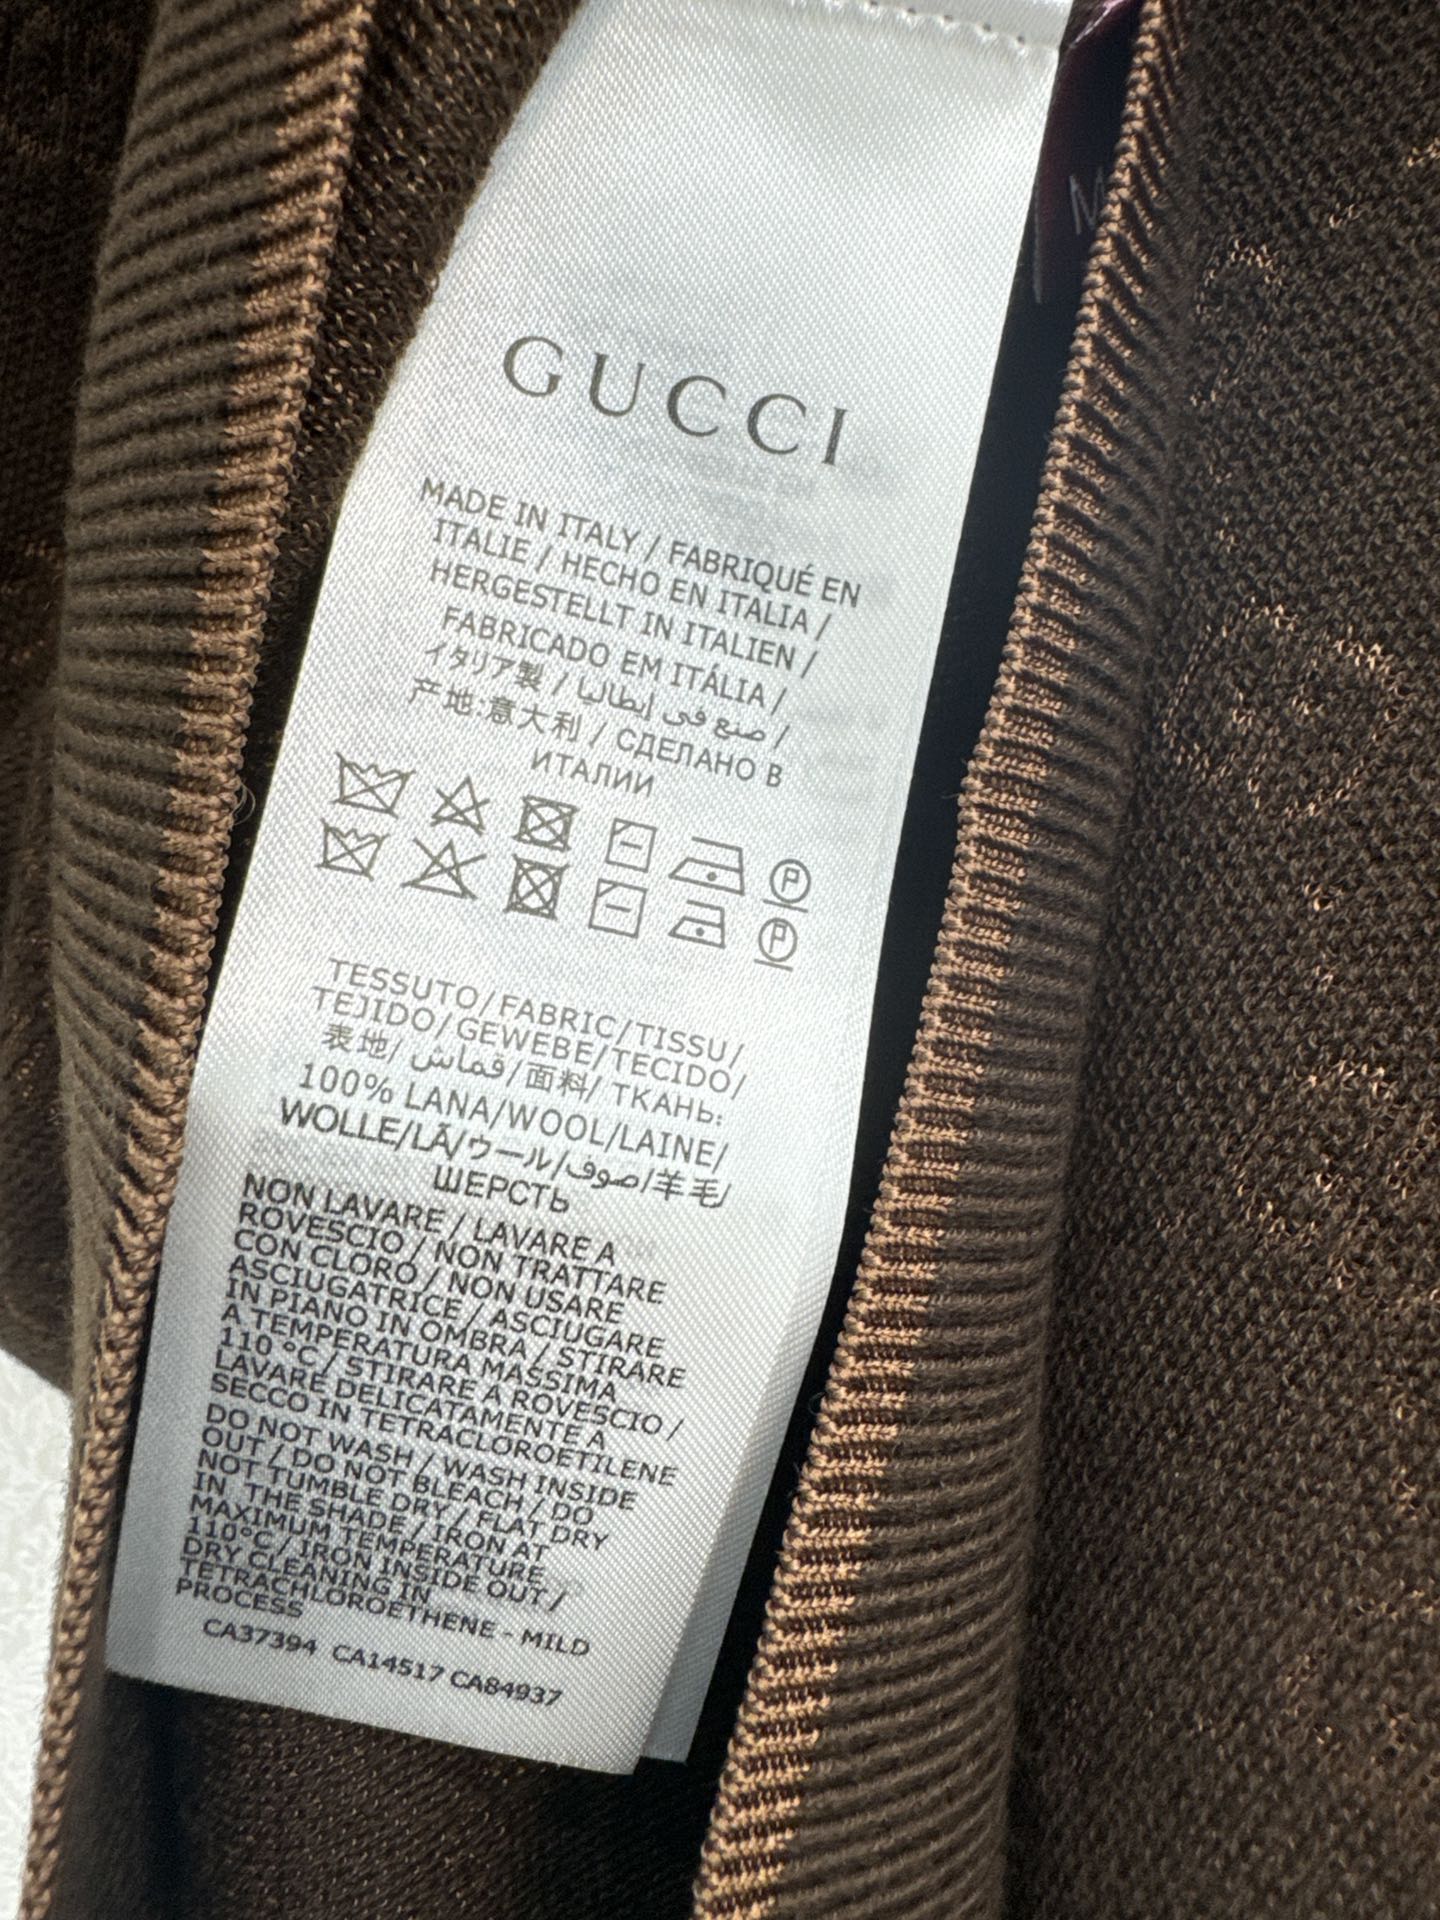 M
GUCCI
MADE IN ITALY / FABRIQUÉ EN
ITALIE / HECHO EN ITALIA /
HERGESTELLT IN ITALIEN /
FABRICADO EM ITÁLIA /
イタリア製 / صنع في إيطاليا /
产地:意大利 / СДЕЛАНО В
ИТАЛИИ
P
P
TESSUTO/FABRIC/TISSU/
TEJIDO/GEWEBE/TECIDO/
表地/ قماش/面料/ ТКАНЬ:
100% LANA/WOOL/LAINE/
WOLLE/LÃ/ウール/صوف/羊毛/
ШЕРСТЬ
NON LAVARE / LAVARE A
ROVESCIO / NON TRATTARE
CON CLORO / NON USARE
ASCIUGATRICE / ASCIUGARE
IN PIANO IN OMBRA / STIRARE
A TEMPERATURA MASSIMA
110 °C / STIRARE A ROVESCIO /
LAVARE DELICATAMENTE A
SECCO IN TETRACLOROETILENE
DO NOT WASH / WASH INSIDE
OUT / DO NOT BLEACH / DO
NOT TUMBLE DRY / FLAT DRY
IN THE SHADE / IRON AT
MAXIMUM TEMPERATURE
110°C / IRON INSIDE OUT /
DRY CLEANING IN
TETRACHLOROETHENE - MILD
PROCESS
CA37394 CA14517 CA84937